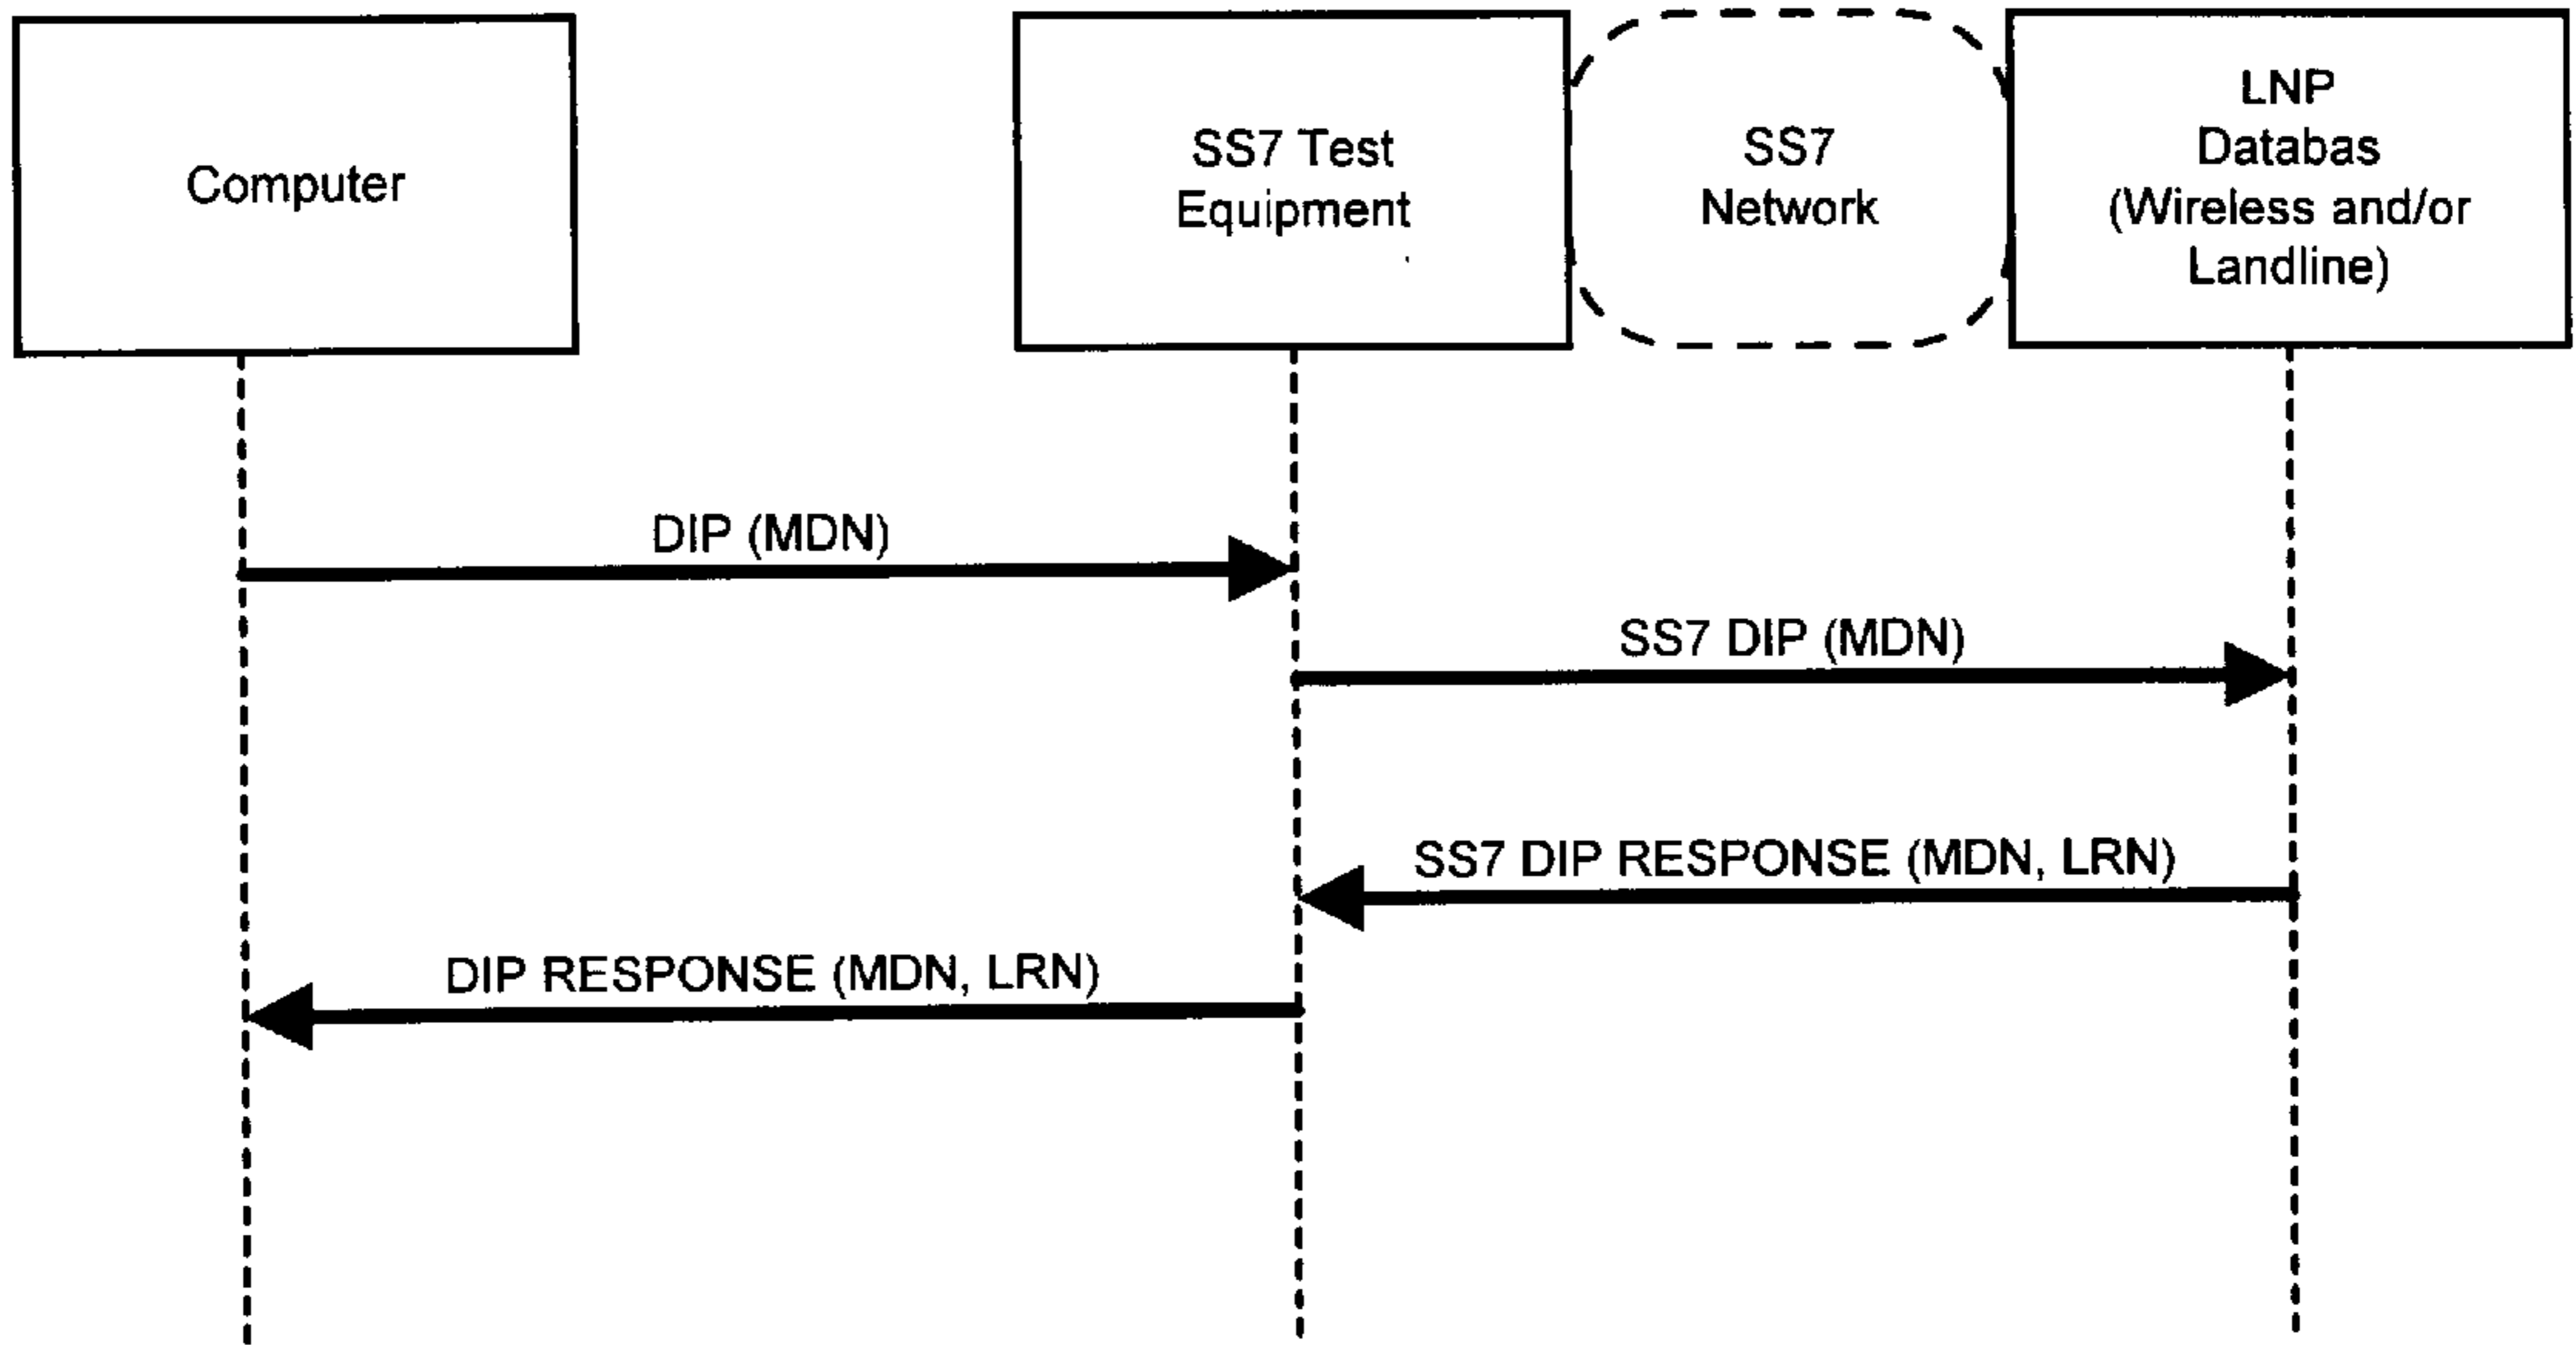 Computer
SS7 Test
Equipment
SS7
Network
LNP
Databas
(Wireless and/or
Landline)
DIP (MDN)
SS7 DIP (MDN)
SS7 DIP RESPONSE (MDN, LRN)
DIP RESPONSE (MDN, LRN)